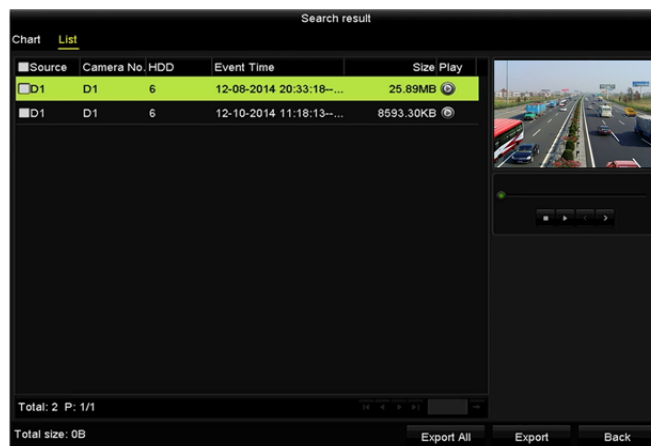 Search result
Chart List
Source Camera No. HDD Event Time Size Play
D1 D1 6 12-08-2014 20:33:18--... 25.89MB
D1 D1 6 12-10-2014 11:18:13--... 8593.30KB
Total: 2 P: 1/1
Total size: 0B Export All Export Back